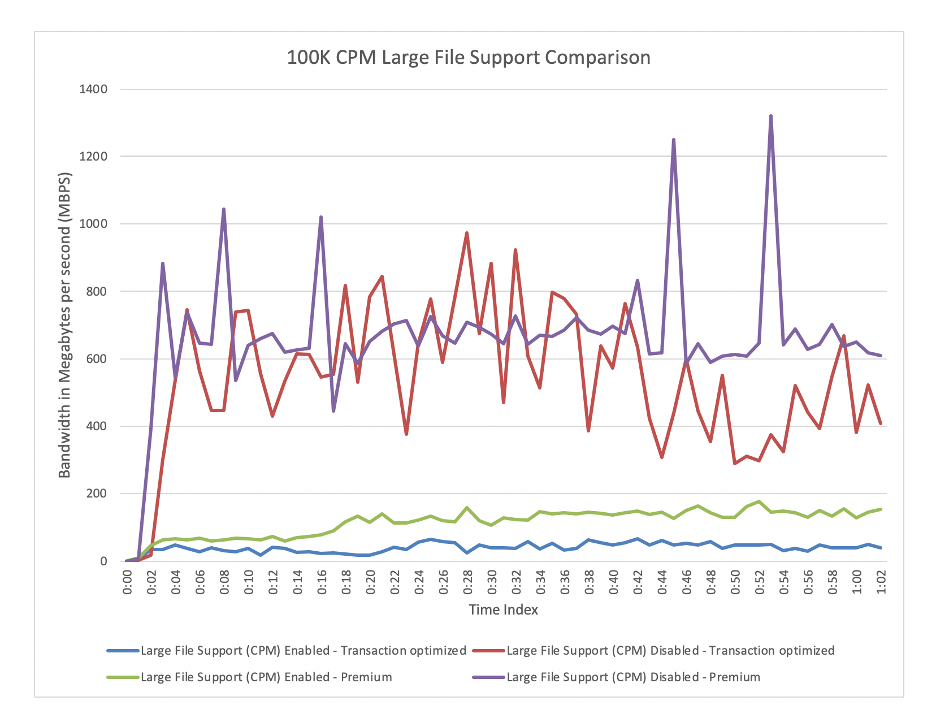 100K CPM Large File Support Comparison
1400
1200
1000
800
600
400
200
0
Bandwidth in Megabytes per second (MBPS)
0:00 0:02 0:04 0:06 0:08 0:10 0:12 0:14 0:16 0:18 0:20 0:22 0:24 0:26 0:28 0:30 0:32 0:34 0:36 0:38 0:40 0:42 0:44 0:46 0:48 0:50 0:52 0:54 0:56 0:58 1:00 1:02
Time Index
Large File Support (CPM) Enabled - Transaction optimized Large File Support (CPM) Disabled - Transaction optimized
Large File Support (CPM) Enabled - Premium Large File Support (CPM) Disabled - Premium